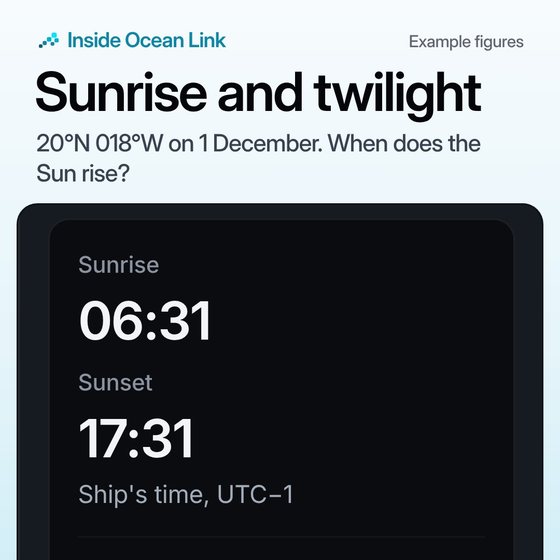 Inside Ocean Link
Example figures
Sunrise and twilight
20°N 018°W on 1 December. When does the
Sun rise?
Sunrise
06:31
Sunset
17:31
Ship's time, UTC−1